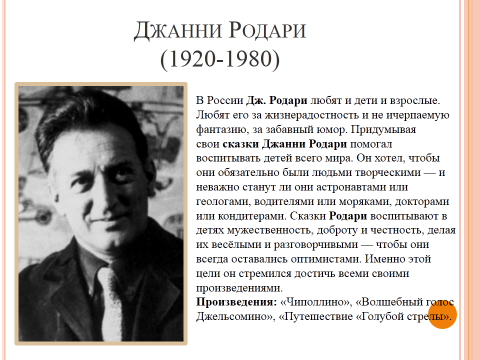 Джанни Родари
(1920-1980)
В России Дж. Родари любят и дети и взрослые.
Любят его за жизнерадостность и не ичерпаемую
фантазию, за забавный юмор. Придумывая
свои сказки Джанни Родари помогал
воспитывать детей всего мира. Он хотел, чтобы
они обязательно были людьми творческими — и
неважно станут ли они астронавтами или
геологами, водителями или моряками, докторами
или кондитерами. Сказки Родари воспитывают в
детях мужественность, доброту и честность, делая
их весёлыми и разговорчивыми — чтобы они
всегда оставались оптимистами. Именно этой
цели он стремился достичь всеми своими
произведениями.
Произведения: «Чиполлино», «Волшебный голос
Джельсомино», «Путешествие «Голубой стрелы».